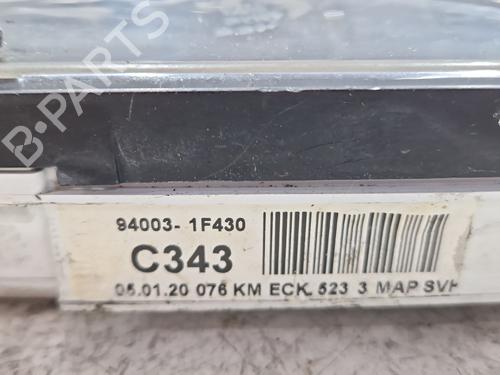 B-PARTS
94003- 1F430
C343
05.01.20 076 KM ECK. 523 3 MAP SVH